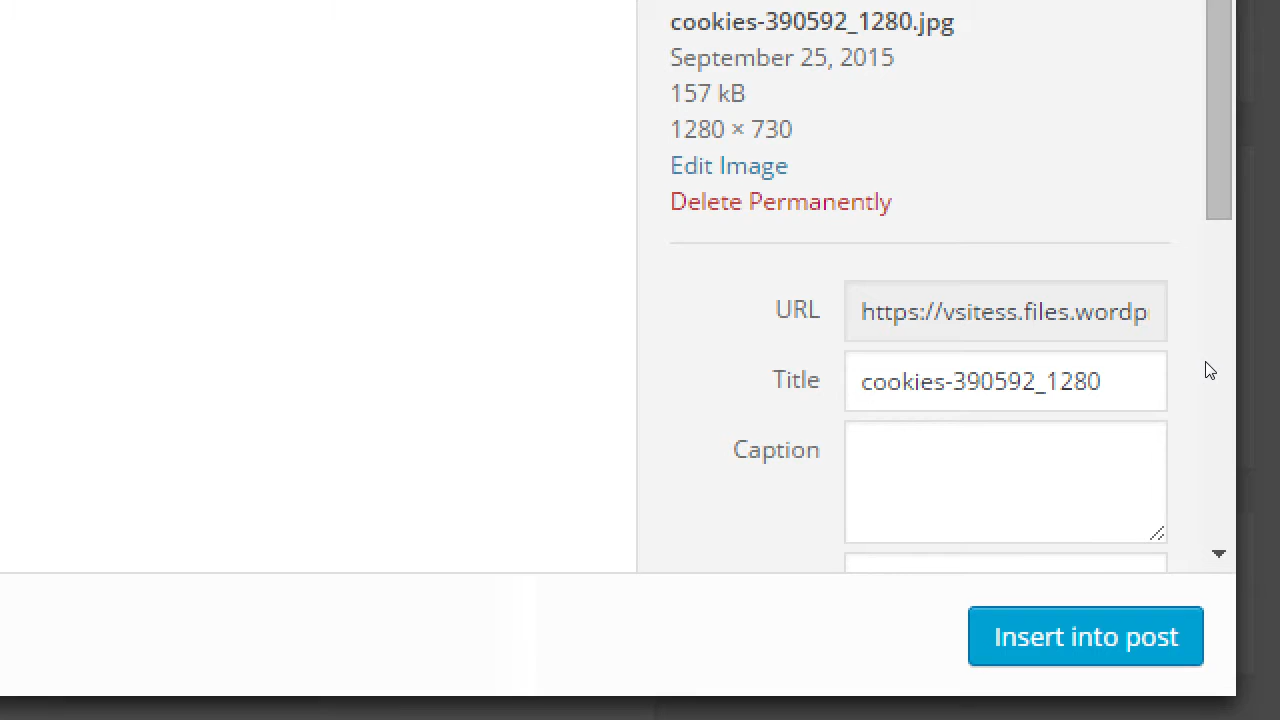 cookies-390592_1280.jpg
September 25, 2015
157 kB
1280 × 730
Edit Image
Delete Permanently
URL
https://vsitess.files.wordp
Title
cookies-390592_1280
Caption
Insert into post